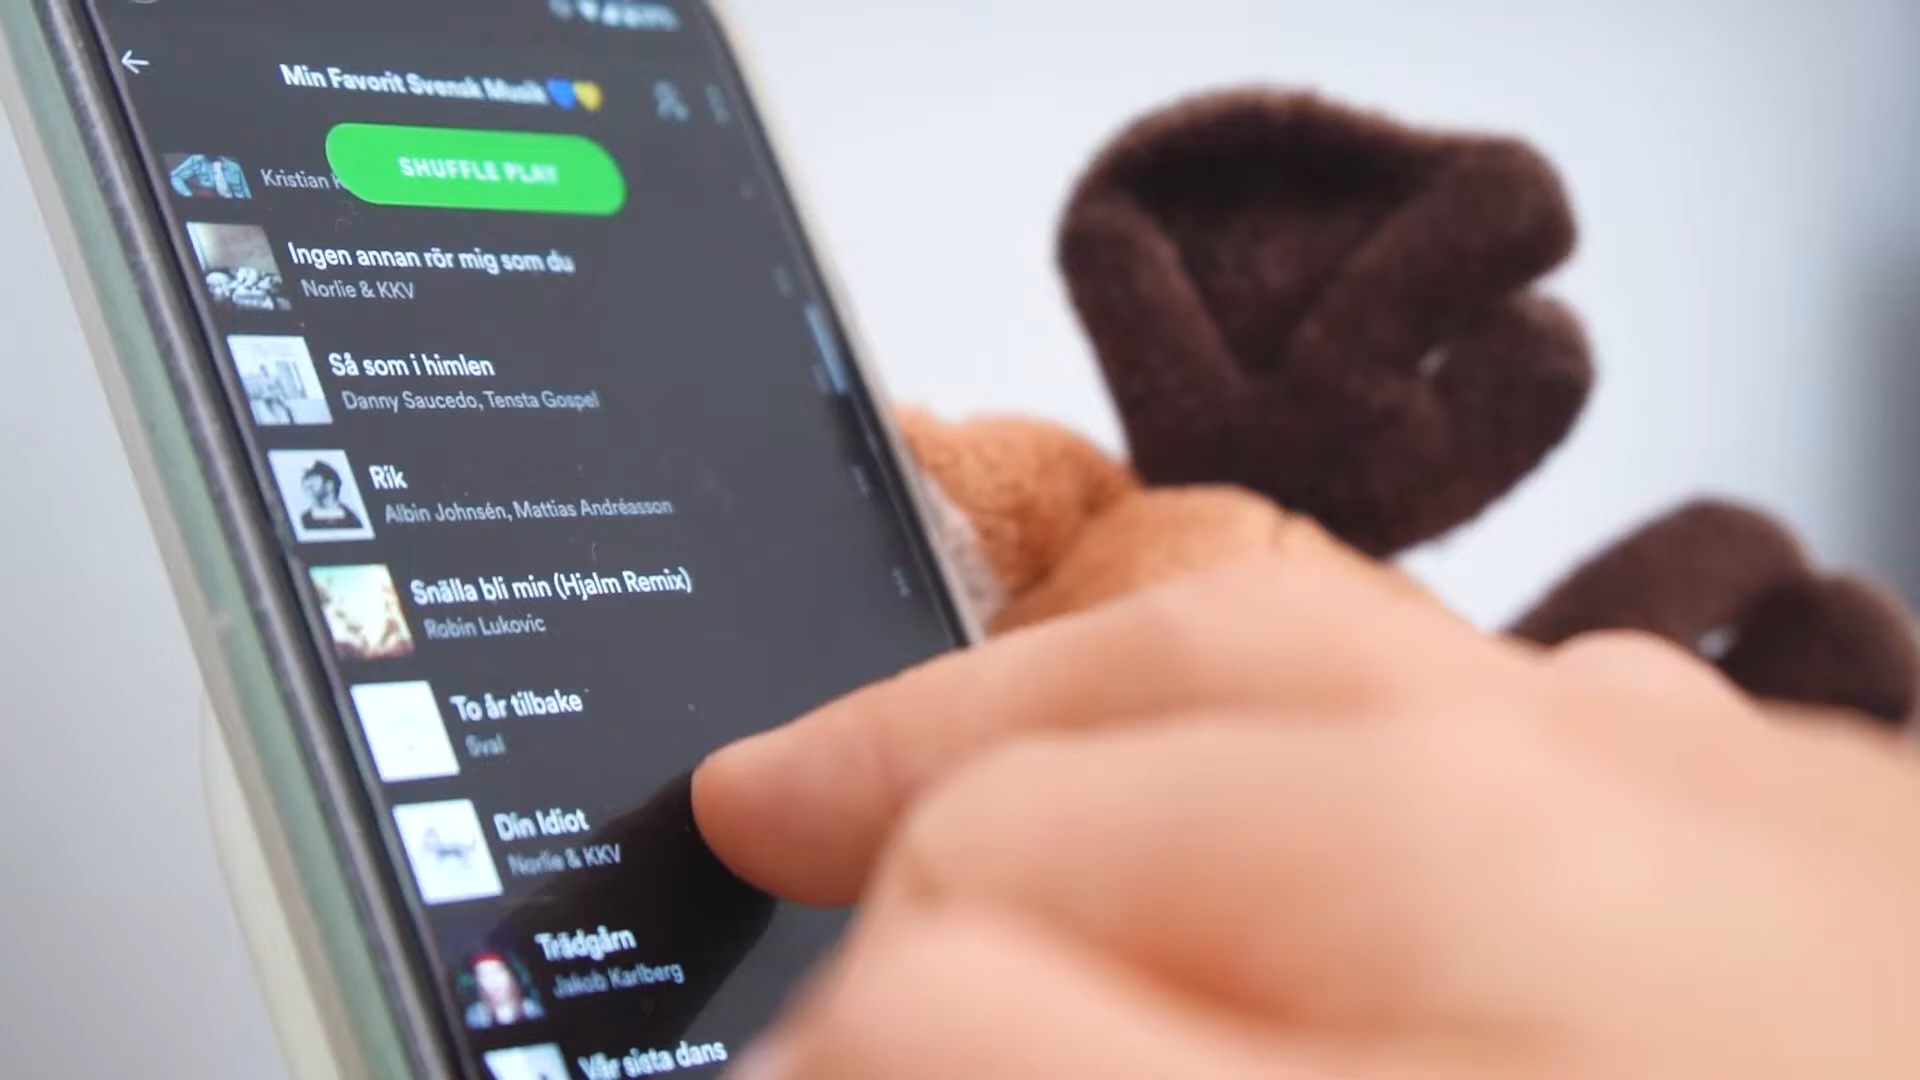 Min Favorit Svensk Musik 💙💛
SHUFFLE PLAY
Kristian
Ingen annan rör mig som du
Norlie & KKV
Så som i himlen
Danny Saucedo, Tensta Gospel
Rik
Albin Johnsén, Mattias Andréasson
Snälla bli min (Hjalm Remix)
Robin Lukovic
To år tilbake
Sval
Din Idiot
Norlie & KKV
Trädgårn
Jakob Karlberg
Vår sista dans